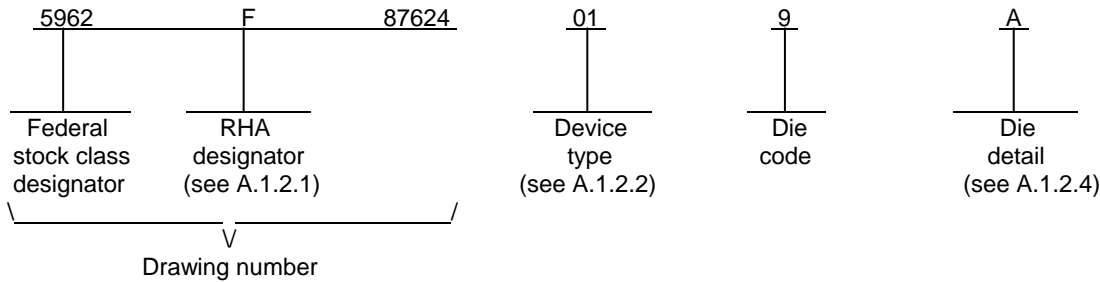 5962 F 87624 01 9 A
Federal stock class designator
RHA designator (see A.1.2.1)
Device type (see A.1.2.2)
Die code
Die detail (see A.1.2.4)
Drawing number